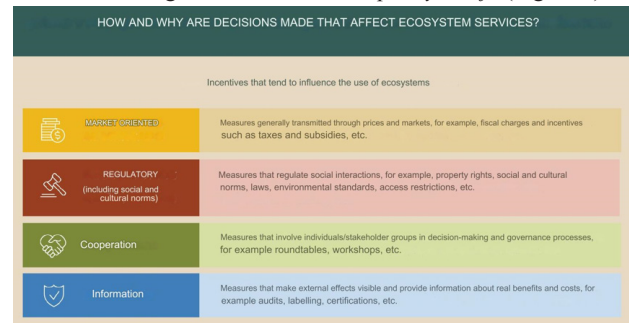 HOW AND WHY ARE DECISIONS MADE THAT AFFECT ECOSYSTEM SERVICES?
Incentives that tend to influence the use of ecosystems
MARKET ORIENTED
Measures generally transmitted through prices and markets, for example, fiscal charges and incentives
such as taxes and subsidies, etc.
REGULATORY
(including social and
cultural norms)
Measures that regulate social interactions, for example, property rights, social and cultural
norms, laws, environmental standards, access restrictions, etc.
Cooperation
Measures that involve individuals/stakeholder groups in decision-making and governance processes,
for example roundtables, workshops, etc.
Information
Measures that make external effects visible and provide information about real benefits and costs, for
example audits, labelling, certifications, etc.